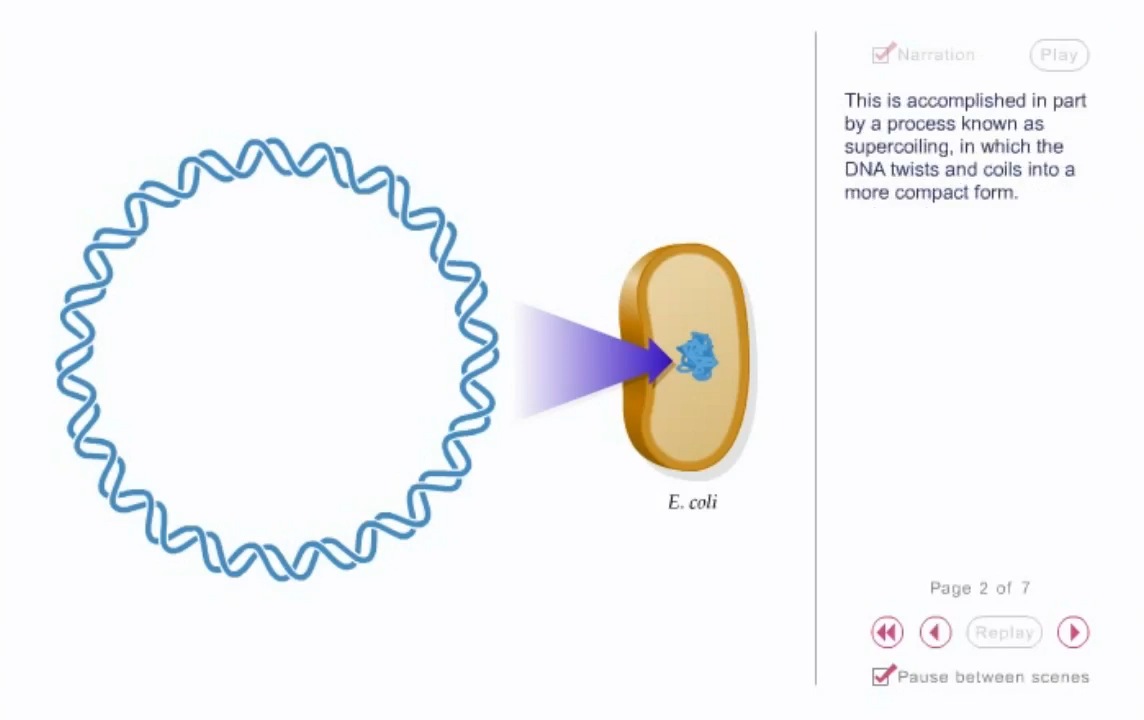 Narration
Play
This is accomplished in part
by a process known as
supercoiling, in which the
DNA twists and coils into a
more compact form.
E. coli
Page 2 of 7
Replay
Pause between scenes